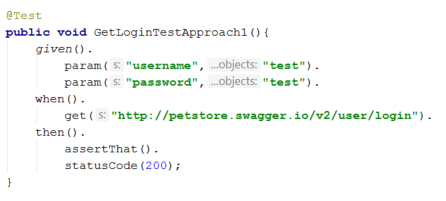 @Test
public void GetLoginTestApproach1(){
    given().
        param( s: "username", ...objects: "test").
        param( s: "password", ...objects: "test").
    when().
        get( s: "http://petstore.swagger.io/v2/user/login").
    then().
        assertThat().
        statusCode(200);
}